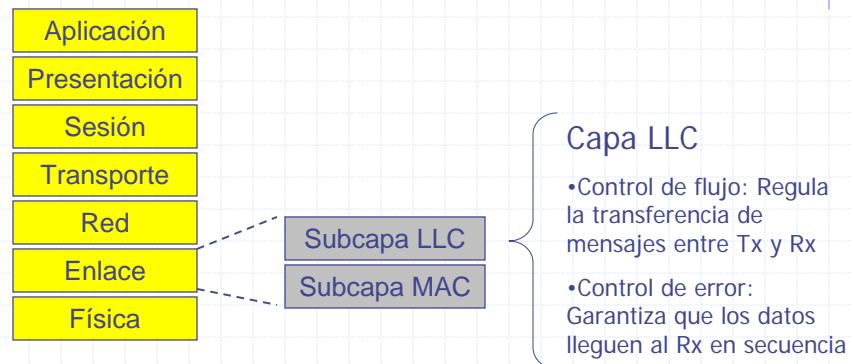 Aplicación
Presentación
Sesión
Transporte
Red
Enlace
Física
Subcapa LLC
Subcapa MAC
Capa LLC
•Control de flujo: Regula
la transferencia de
mensajes entre Tx y Rx
•Control de error:
Garantiza que los datos
lleguen al Rx en secuencia